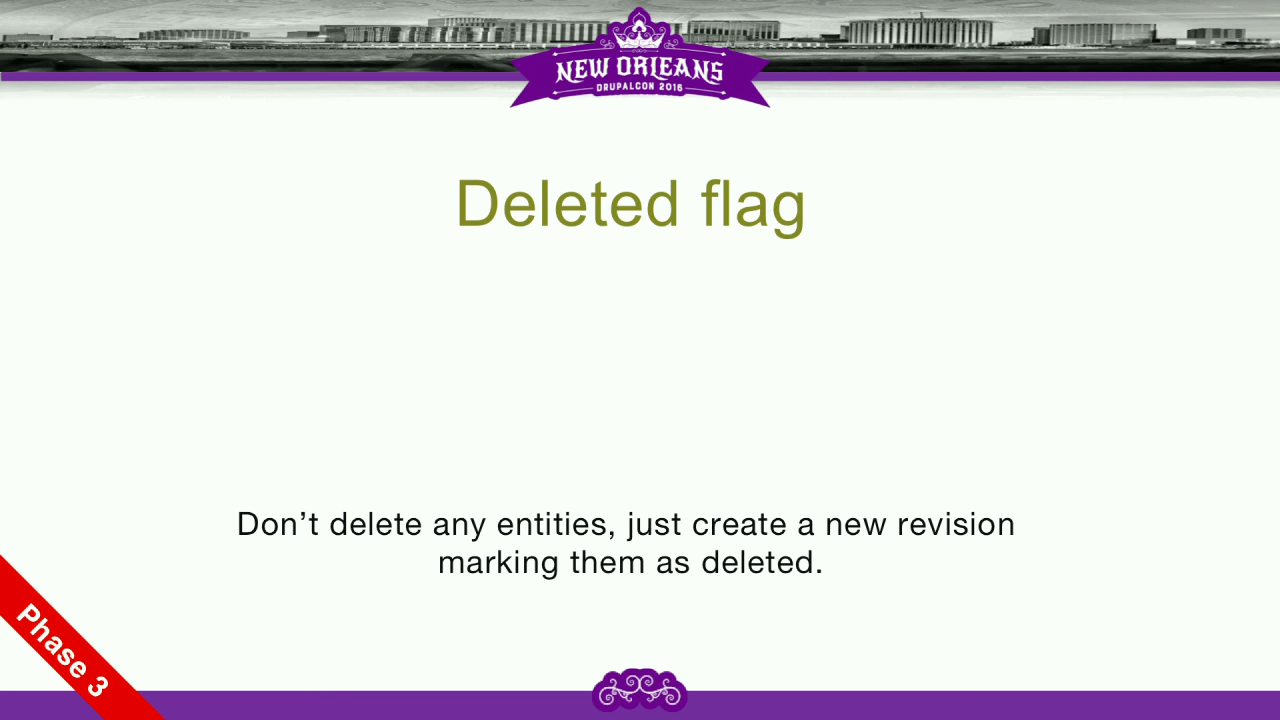 NEW ORLEANS
DRUPALCON 2016
Deleted flag
Don’t delete any entities, just create a new revision
marking them as deleted.
Phase 3